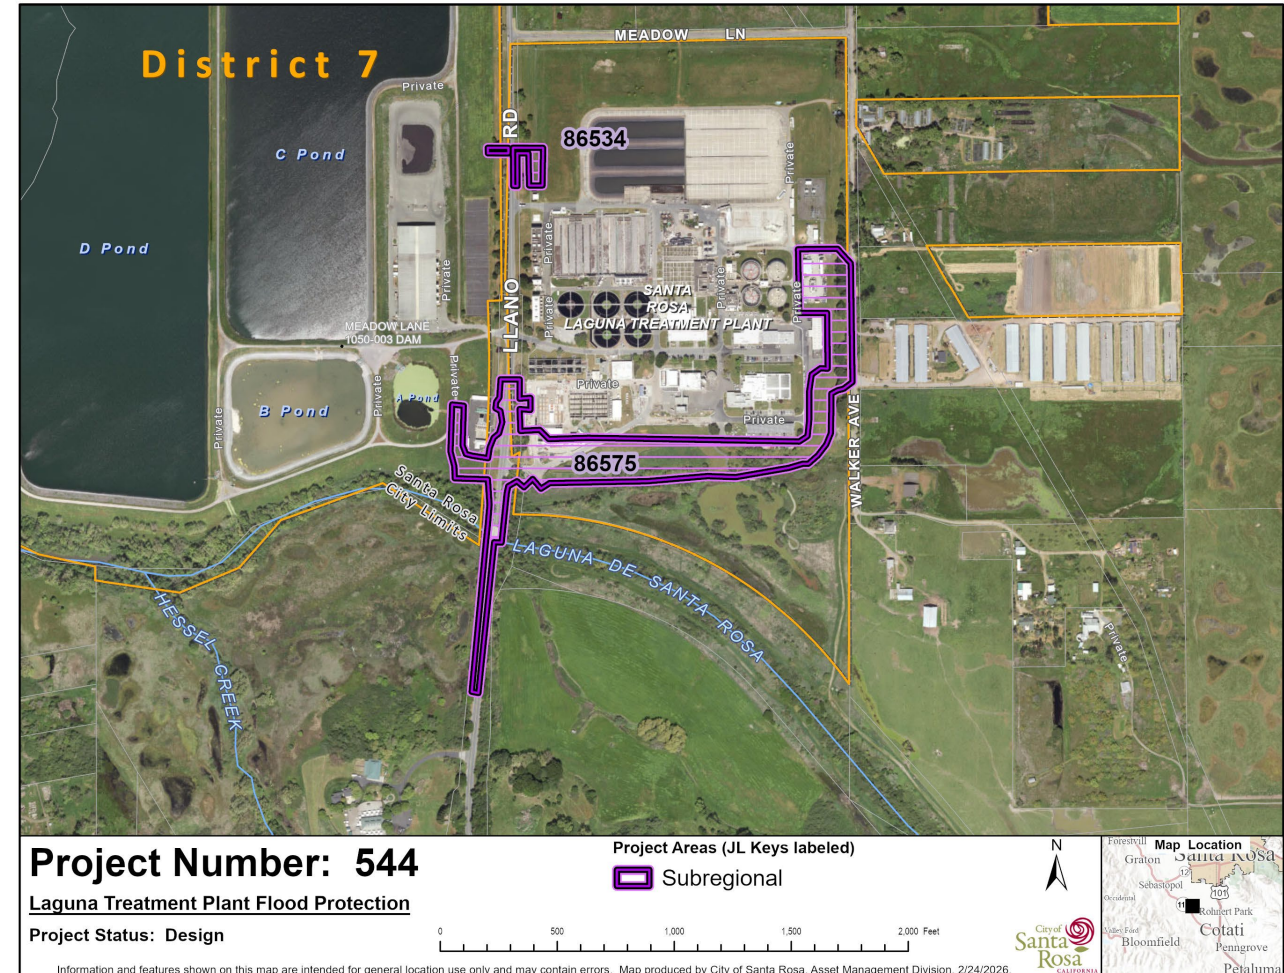 District 7
MEADOW LN
Private
C Pond
RD
86534
Private
D Pond
Private
Private
Private
Private
SANTA
ROSA
LAGUNA TREATMENT PLANT
Private
LLANO
Private
MEADOW LANE
1050-003 DAM
Private
Private
Private
A Pond
B Pond
Private
Private
WALKER AVE
86575
Santa Rosa
City Limits
LAGUNA DE SANTA ROSA
HESSEL CREEK
Private
Project Number: 544
Laguna Treatment Plant Flood Protection
Project Status: Design
Project Areas (JL Keys labeled)
Subregional
0 500 1,000 1,500 2,000 Feet
N
City of
Santa
Rosa
CALIFORNIA
Map Location
Forestvill
Graton
Santa Rosa
12
Sebastopol
101
Occidental
11
Rohnert Park
Valley Ford
Cotati
Bloomfield
Penngrove
Petalum
Information and features shown on this map are intended for general location use only and may contain errors. Map produced by City of Santa Rosa, Asset Management Division, 2/24/2026.